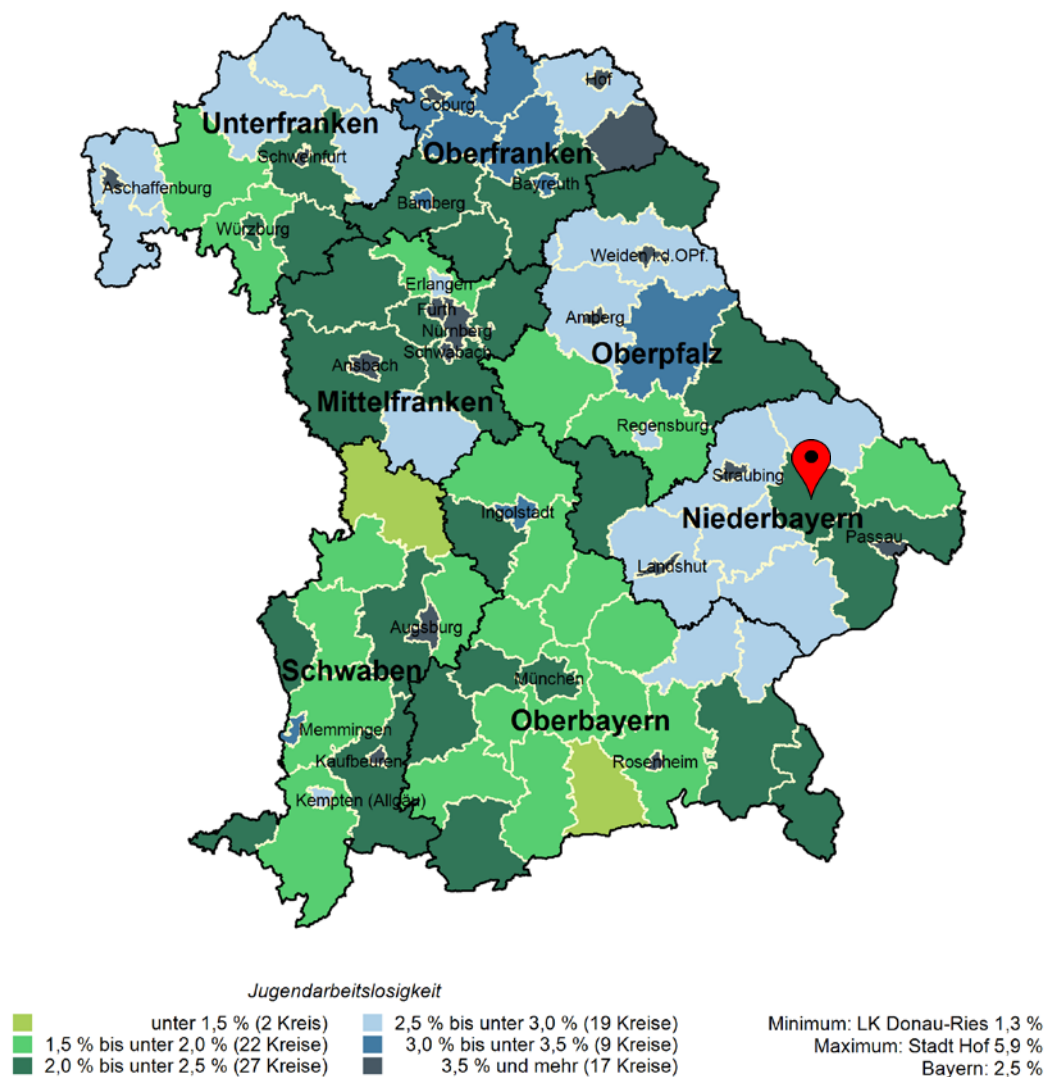 Hof
Coburg
Unterfranken
Oberfranken
Schweinfurt
Aschaffenburg
Bayreuth
Bamberg
Würzburg
Weiden i.d.OPf.
Erlangen
Fürth
Amberg
Nürnberg
Schwabach
Oberpfalz
Ansbach
Mittelfranken
Regensburg
Straubing
Ingolstadt
Niederbayern
Passau
Landshut
Augsburg
Schwaben
München
Oberbayern
Memmingen
Kaufbeuren
Rosenheim
Kempten (Allgäu)
Jugendarbeitslosigkeit
unter 1,5 % (2 Kreis)
1,5 % bis unter 2,0 % (22 Kreise)
2,0 % bis unter 2,5 % (27 Kreise)
2,5 % bis unter 3,0 % (19 Kreise)
3,0 % bis unter 3,5 % (9 Kreise)
3,5 % und mehr (17 Kreise)
Minimum: LK Donau-Ries 1,3 %
Maximum: Stadt Hof 5,9 %
Bayern: 2,5 %